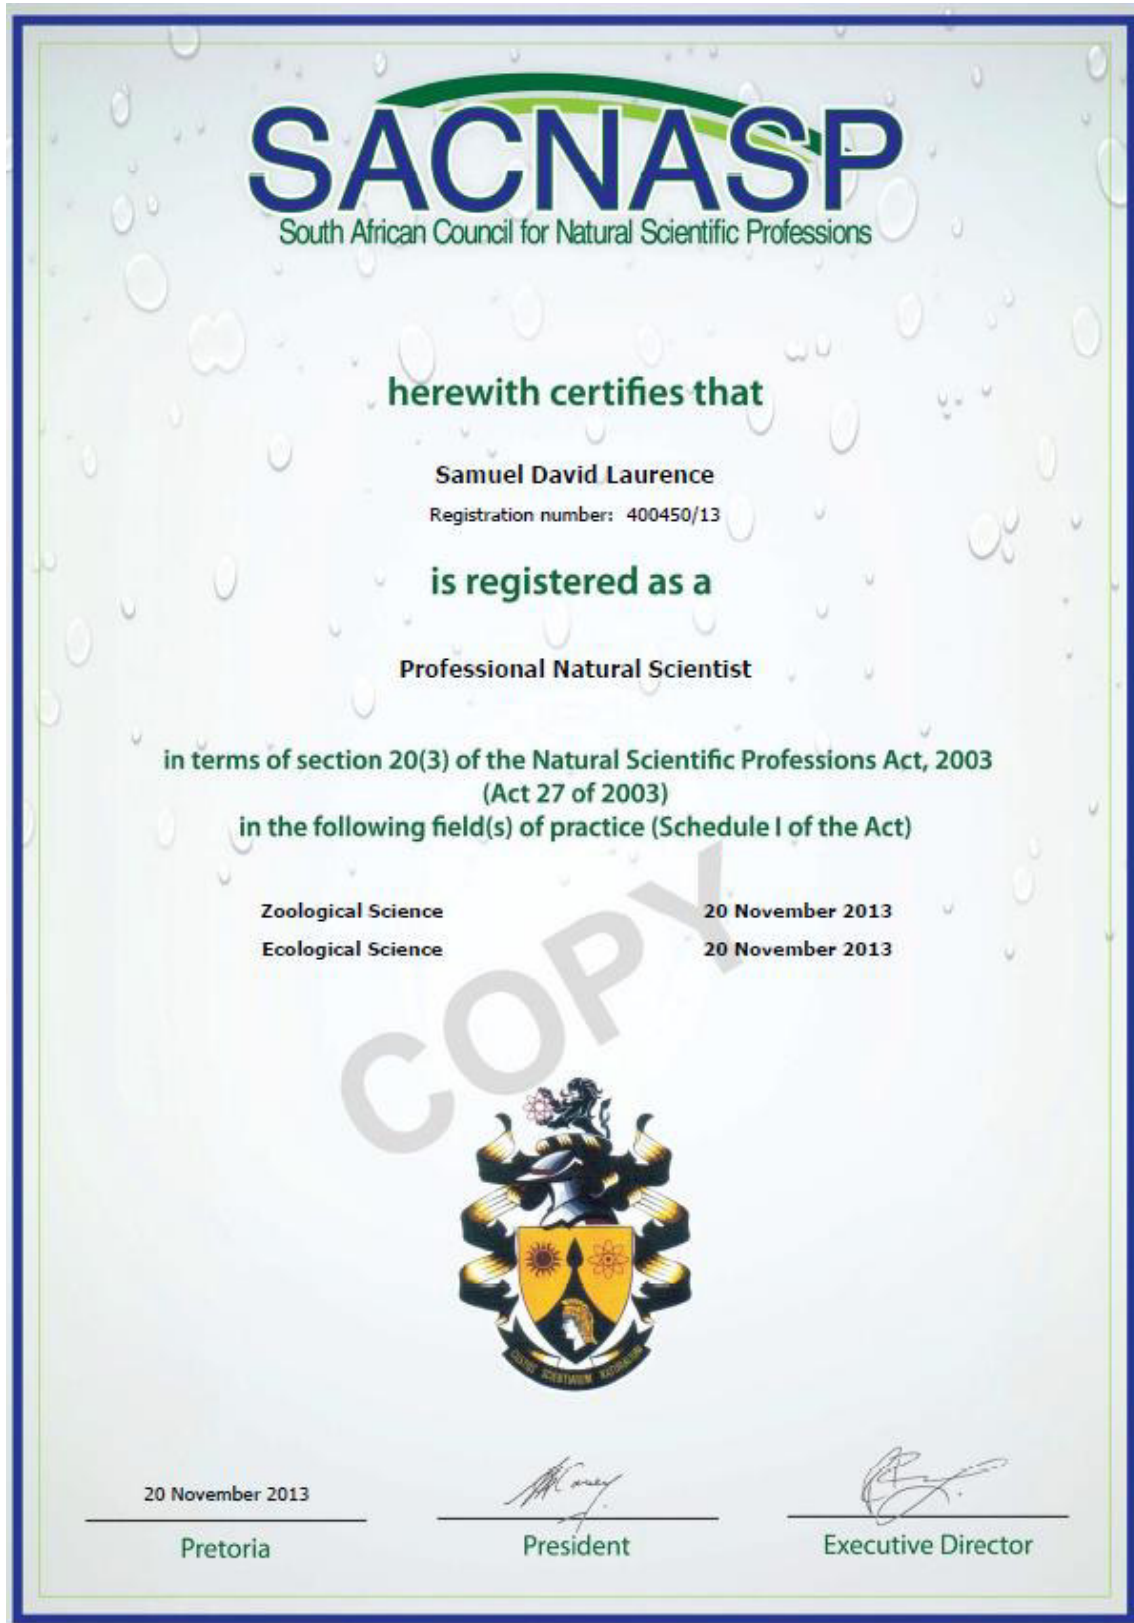 SACNASP
South African Council for Natural Scientific Professions
herewith certifies that
Samuel David Laurence
Registration number: 400450/13
is registered as a
Professional Natural Scientist
in terms of section 20(3) of the Natural Scientific Professions Act, 2003
(Act 27 of 2003)
in the following field(s) of practice (Schedule I of the Act)
Zoological Science 20 November 2013
Ecological Science 20 November 2013
COPY
20 November 2013
Pretoria
President
Executive Director